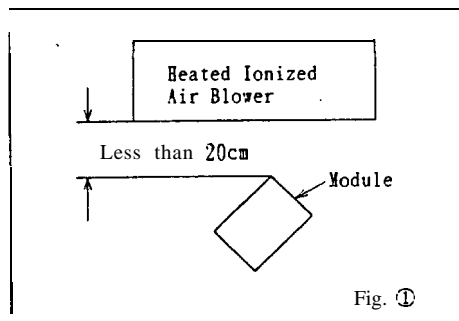 Heated Ionized
Air Blower
Less than 20cm
Module
Fig. ①